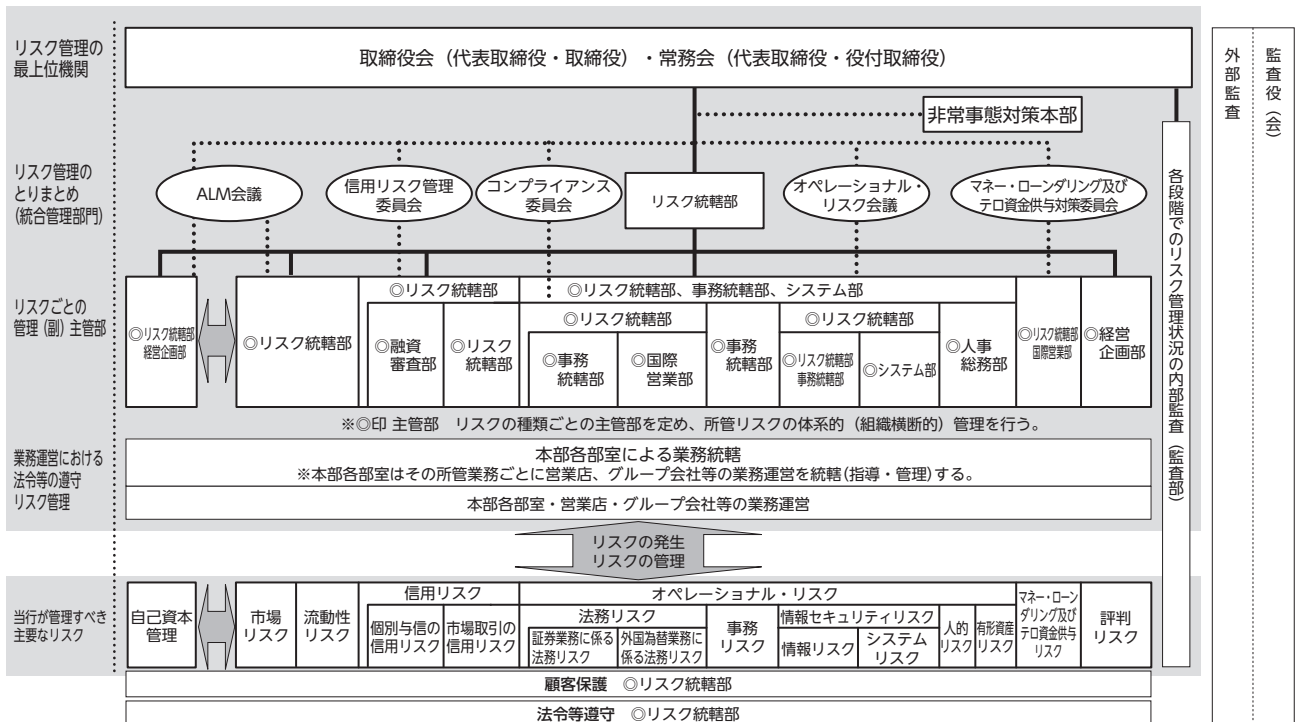 リスク管理の
最上位機関
取締役会（代表取締役・取締役）・常務会（代表取締役・役付取締役）
非常事態対策本部
リスク管理の
とりまとめ
(統合管理部門)
ALM会議
信用リスク管理
委員会
コンプライアンス
委員会
リスク統轄部
オペレーショナル・
リスク会議
マネー・ローンダリング及び
テロ資金供与対策委員会
リスクごとの
管理（副）主管部
◎リスク統轄部
経営企画部
◎リスク統轄部
◎リスク統轄部
◎融資
審査部
◎リスク
統轄部
◎リスク統轄部、事務統轄部、システム部
◎リスク統轄部
◎事務
統轄部
◎国際
営業部
◎事務
統轄部
◎リスク統轄部
◎リスク統轄部
事務統轄部
◎システム部
◎人事
総務部
◎リスク統轄部
国際営業部
◎経営
企画部
※◎印 主管部　リスクの種類ごとの主管部を定め、所管リスクの体系的（組織横断的）管理を行う。
業務運営における
法令等の遵守
リスク管理
本部各部室による業務統轄
※本部各部室はその所管業務ごとに営業店、グループ会社等の業務運営を統轄(指導・管理)する。
本部各部室・営業店・グループ会社等の業務運営
リスクの発生
リスクの管理
当行が管理すべき
主要なリスク
自己資本
管理
市場
リスク
流動性
リスク
信用リスク
個別与信の
信用リスク
市場取引の
信用リスク
オペレーショナル・リスク
法務リスク
証券業務に係る
法務リスク
外国為替業務に
係る法務リスク
事務
リスク
情報セキュリティリスク
情報リスク
システム
リスク
人的
リスク
有形資産
リスク
マネー・ローン
ダリング及び
テロ資金供与
リスク
評判
リスク
顧客保護　◎リスク統轄部
法令等遵守　◎リスク統轄部
各段階でのリスク管理状況の内部監査（監査部）
外部監査
監査役（会）